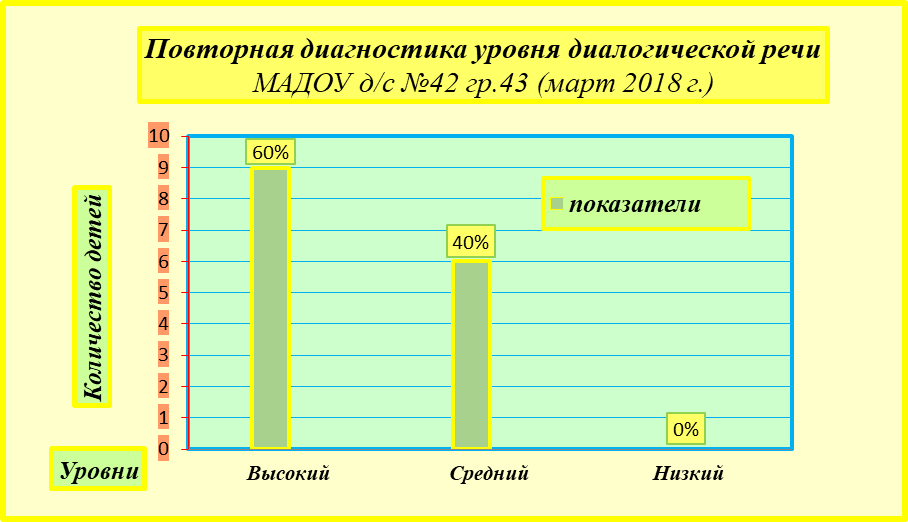 Повторная диагностика уровня диалогической речи
МАДОУ д/с №42 гр.43 (март 2018 г.)
Количество детей
10
9
8
7
6
5
4
3
2
1
0
60%
40%
0%
показатели
Уровни
Высокий
Средний
Низкий